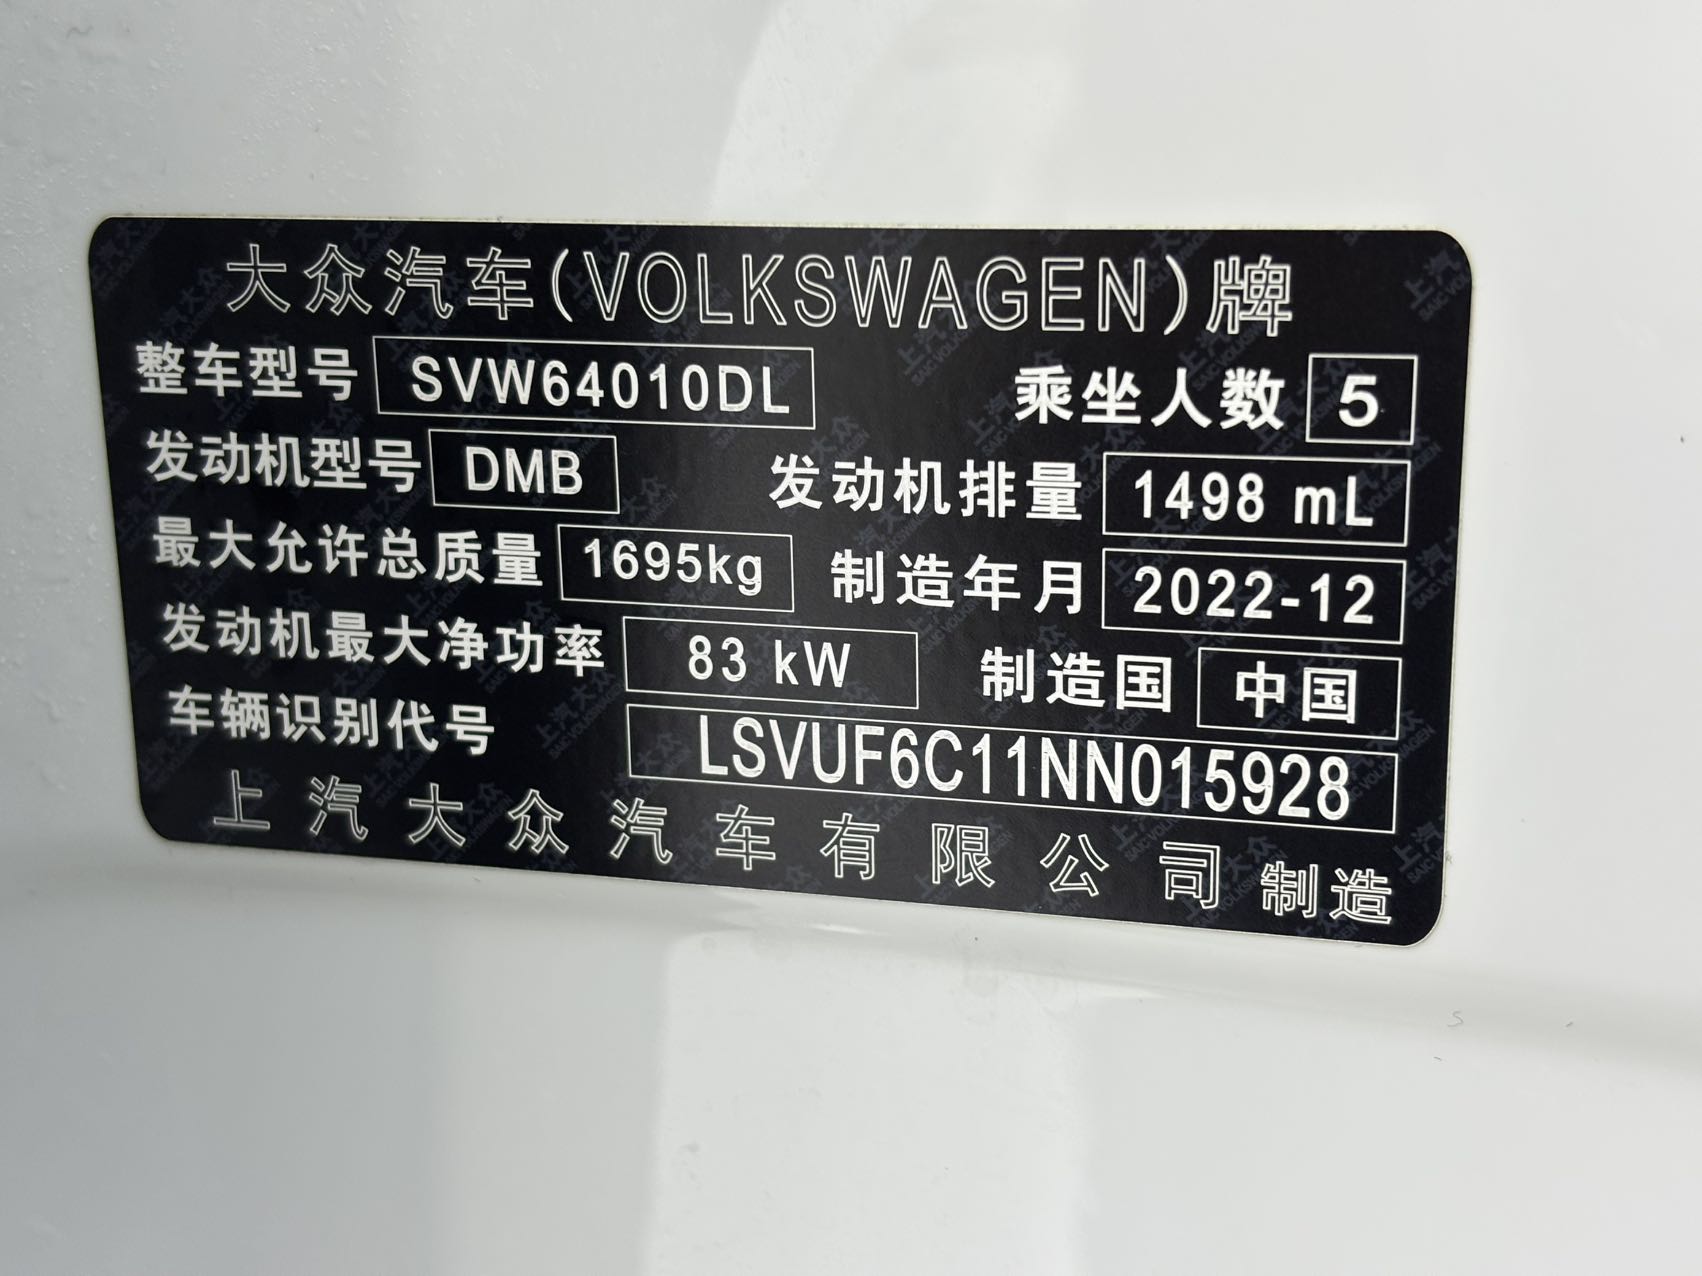 大众汽车(VOLKSWAGEN)牌
整车型号 SVW64010DL 乘坐人数 5
发动机型号 DMB 发动机排量 1498 mL
最大允许总质量 1695kg 制造年月 2022-12
发动机最大净功率 83 kW 制造国 中国
车辆识别代号 LSVUF6C11NN015928
上汽大众汽车有限公司 制造